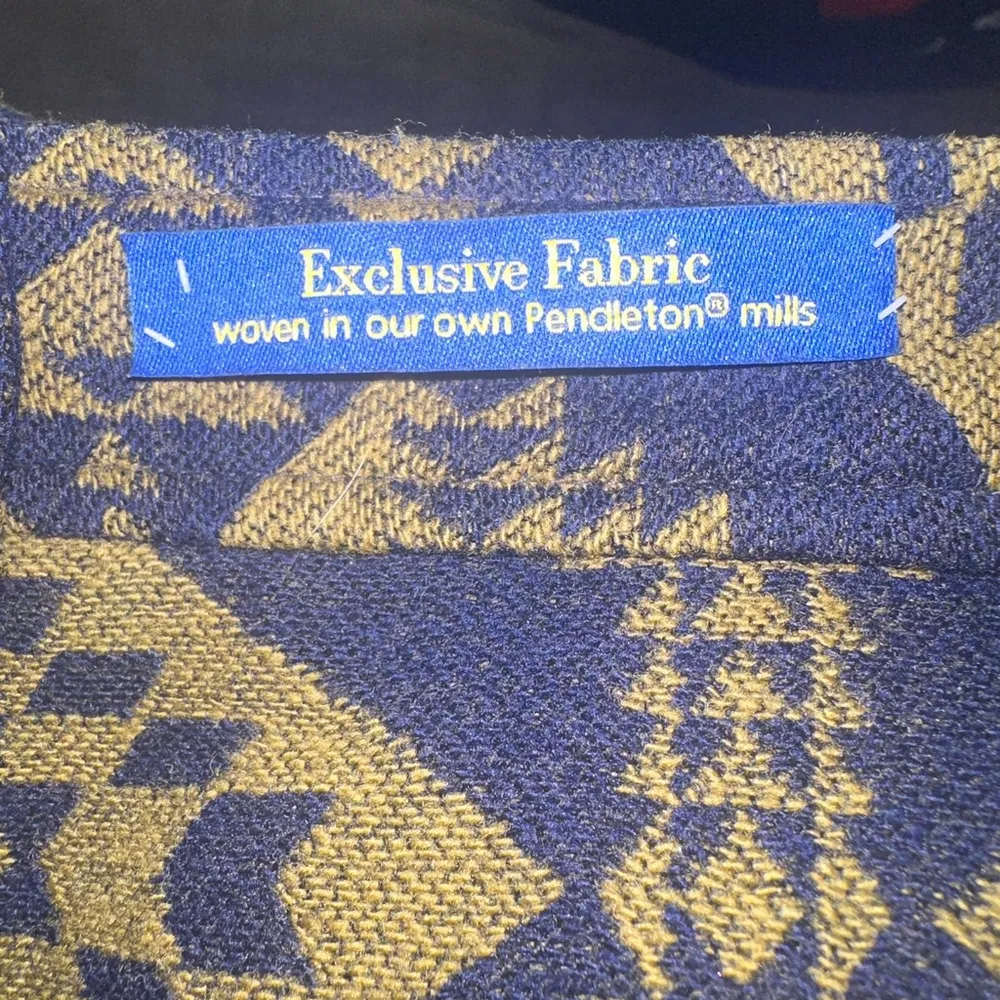 Exclusive Fabric
woven in our own Pendleton® mills